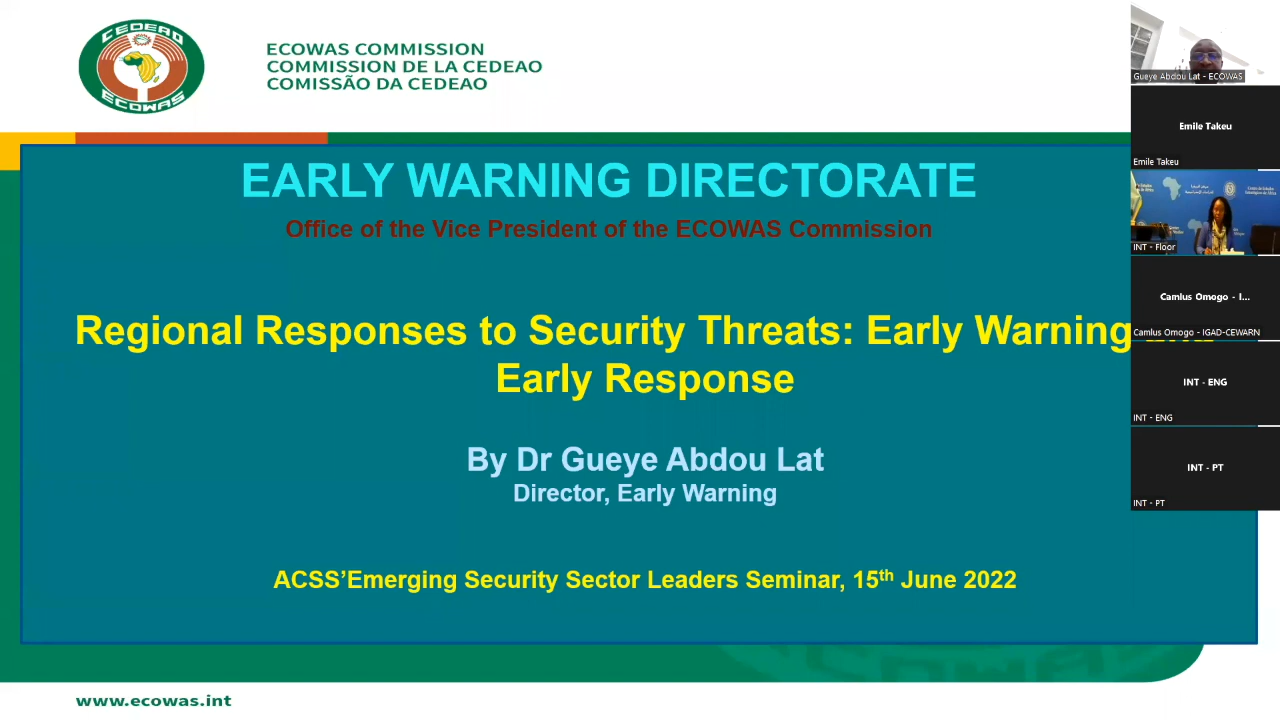 CEDEAO
ECOWAS
ECOWAS COMMISSION
COMMISSION DE LA CEDEAO
COMISSÃO DA CEDEAO
EARLY WARNING DIRECTORATE
Office of the Vice President of the ECOWAS Commission
Regional Responses to Security Threats: Early Warning
Early Response
By Dr Gueye Abdou Lat
Director, Early Warning
ACSS'Emerging Security Sector Leaders Seminar, 15th June 2022
www.ecowas.int
Gueye Abdou Lat - ECOWAS
Emile Takeu
Emile Takeu
INT - Floor
Camlus Omogo - I...
Camlus Omogo - IGAD-CEWARN
INT - ENG
INT - ENG
INT - PT
INT - PT